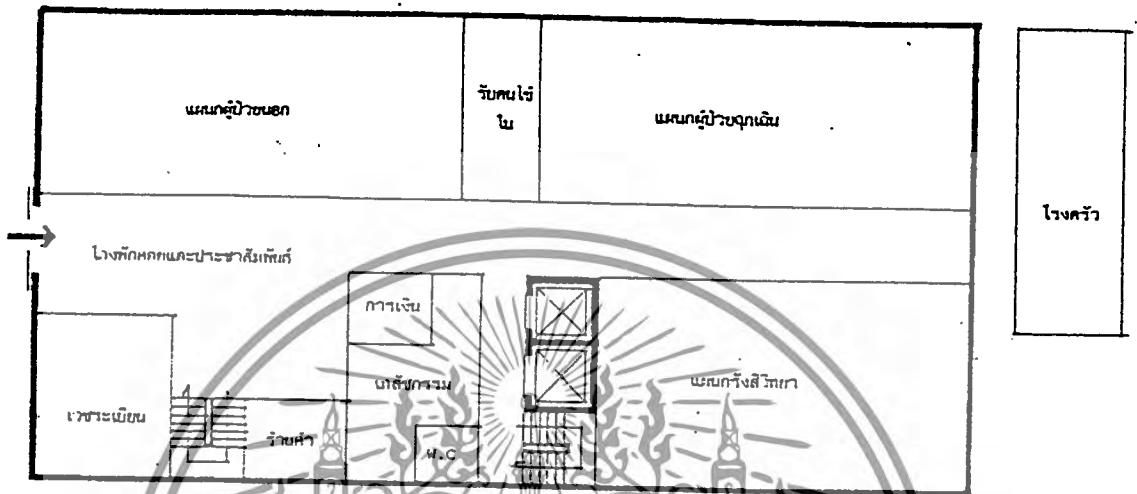 แผนกผู้ป่วยนอก
รับคนไข้
ใน
แผนกผู้ป่วยฉุกเฉิน
โรงครัว
โถงพักคอยและประชาสัมพันธ์
การเงิน
เภสัชกรรม
แผนกรังสีวิทยา
เวชระเบียน
ร้านค้า
W.C